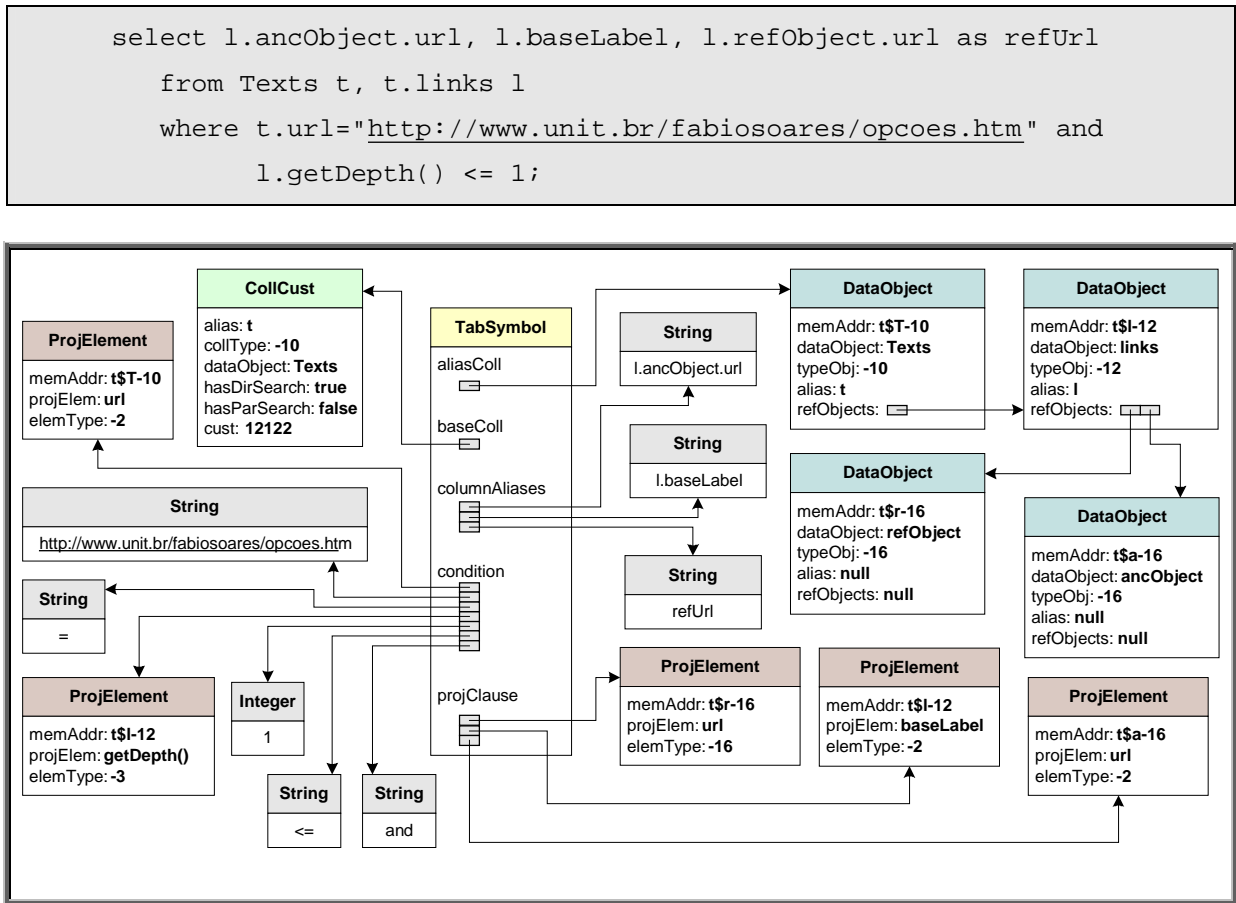 select l.ancObject.url, l.baseLabel, l.refObject.url as refUrl
from Texts t, t.links l
where t.url="http://www.unit.br/fabiosoares/opcoes.htm" and
l.getDepth() <= 1;
CollCust
alias: t
collType: -10
dataObject: Texts
hasDirSearch: true
hasParSearch: false
cust: 12122
ProjElement
memAddr: t$T-10
projElem: url
elemType: -2
String
http://www.unit.br/fabiosoares/opcoes.htm
String
=
ProjElement
memAddr: t$l-12
projElem: getDepth()
elemType: -3
Integer
1
String
<=
String
and
TabSymbol
aliasColl
baseColl
columnAliases
condition
projClause
String
l.ancObject.url
String
l.baseLabel
String
refUrl
DataObject
memAddr: t$T-10
dataObject: Texts
typeObj: -10
alias: t
refObjects:
DataObject
memAddr: t$l-12
dataObject: links
typeObj: -12
alias: l
refObjects:
DataObject
memAddr: t$r-16
dataObject: refObject
typeObj: -16
alias: null
refObjects: null
DataObject
memAddr: t$a-16
dataObject: ancObject
typeObj: -16
alias: null
refObjects: null
ProjElement
memAddr: t$r-16
projElem: url
elemType: -16
ProjElement
memAddr: t$l-12
projElem: baseLabel
elemType: -2
ProjElement
memAddr: t$a-16
projElem: url
elemType: -2